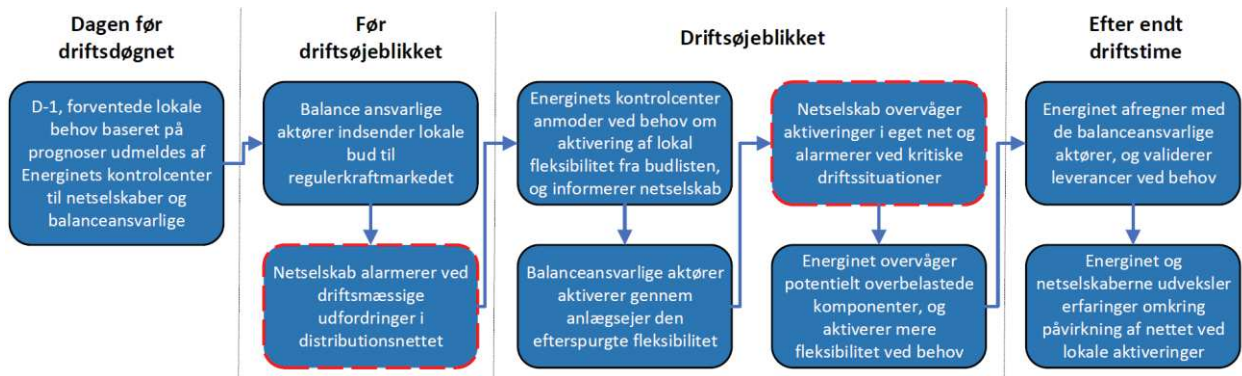 Dagen før
driftsdøgnet
Før
driftsøjeblikket
Driftsøjeblikket
Efter endt
driftstime
D-1, forventede lokale
behov baseret på
prognoser udmeldes af
Energinets kontrolcenter
til netselskaber og
balanceansvarlige
Balance ansvarlige
aktører indsender lokale
bud til
regulerkraftmarkedet
Netselskab alarmerer ved
driftsmæssige
udfordringer i
distributionsnettet
Energinets kontrolcenter
anmoder ved behov om
aktivering af lokal
fleksibilitet fra budlisten,
og informerer netselskab
Balanceansvarlige aktører
aktiverer gennem
anlægsejer den
efterspurgte fleksibilitet
Netselskab overvåger
aktiveringer i eget net og
alarmerer ved kritiske
driftssituationer
Energinet overvåger
potentielt overbelastede
komponenter, og
aktiverer mere
fleksibilitet ved behov
Energinet afregner med
de balanceansvarlige
aktører, og validerer
leverancer ved behov
Energinet og
netselskaberne udveksler
erfaringer omkring
påvirkning af nettet ved
lokale aktiveringer